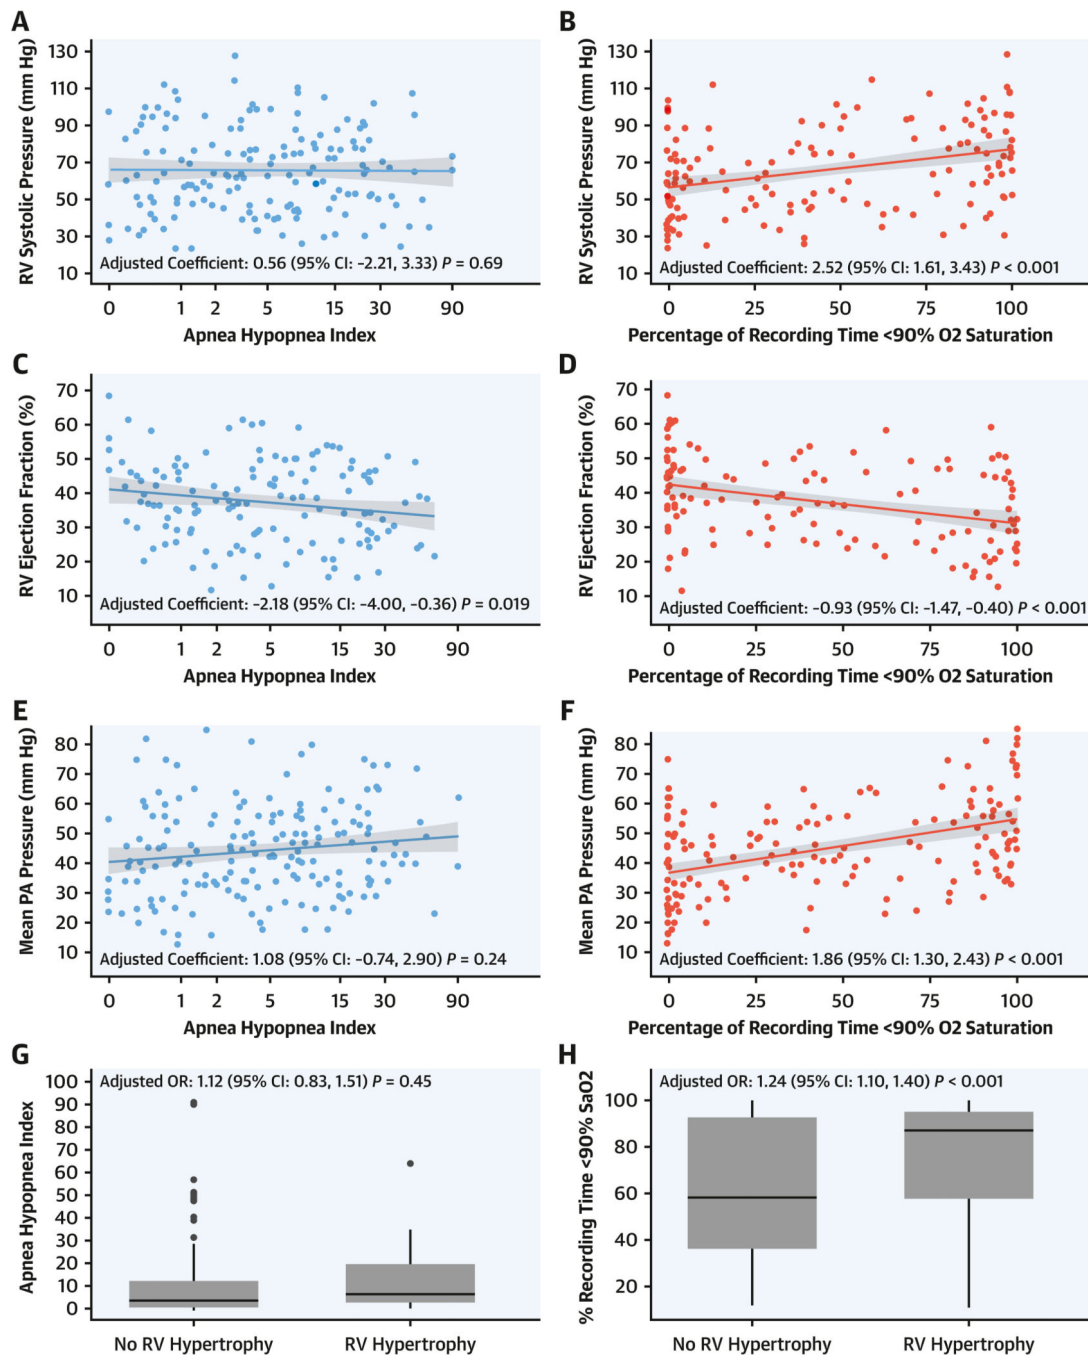 A
RV Systolic Pressure (mm Hg)
130
110
90
70
50
30
10
Adjusted Coefficient: 0.56 (95% CI: −2.21, 3.33) P = 0.69
0 1 2 5 15 30 90
Apnea Hypopnea Index
B
RV Systolic Pressure (mm Hg)
130
110
90
70
50
30
10
Adjusted Coefficient: 2.52 (95% CI: 1.61, 3.43) P < 0.001
0 25 50 75 100
Percentage of Recording Time <90% O2 Saturation
C
RV Ejection Fraction (%)
70
60
50
40
30
20
10
Adjusted Coefficient: −2.18 (95% CI: −4.00, −0.36) P = 0.019
0 1 2 5 15 30 90
Apnea Hypopnea Index
D
RV Ejection Fraction (%)
70
60
50
40
30
20
10
Adjusted Coefficient: −0.93 (95% CI: −1.47, −0.40) P < 0.001
0 25 50 75 100
Percentage of Recording Time <90% O2 Saturation
E
Mean PA Pressure (mm Hg)
80
70
60
50
40
30
20
10
Adjusted Coefficient: 1.08 (95% CI: −0.74, 2.90) P = 0.24
0 1 2 5 15 30 90
Apnea Hypopnea Index
F
Mean PA Pressure (mm Hg)
80
70
60
50
40
30
20
10
Adjusted Coefficient: 1.86 (95% CI: 1.30, 2.43) P < 0.001
0 25 50 75 100
Percentage of Recording Time <90% O2 Saturation
G
Apnea Hypopnea Index
Adjusted OR: 1.12 (95% CI: 0.83, 1.51) P = 0.45
100
90
80
70
60
50
40
30
20
10
0
No RV Hypertrophy RV Hypertrophy
H
% Recording Time <90% SaO2
Adjusted OR: 1.24 (95% CI: 1.10, 1.40) P < 0.001
100
80
60
40
20
No RV Hypertrophy RV Hypertrophy